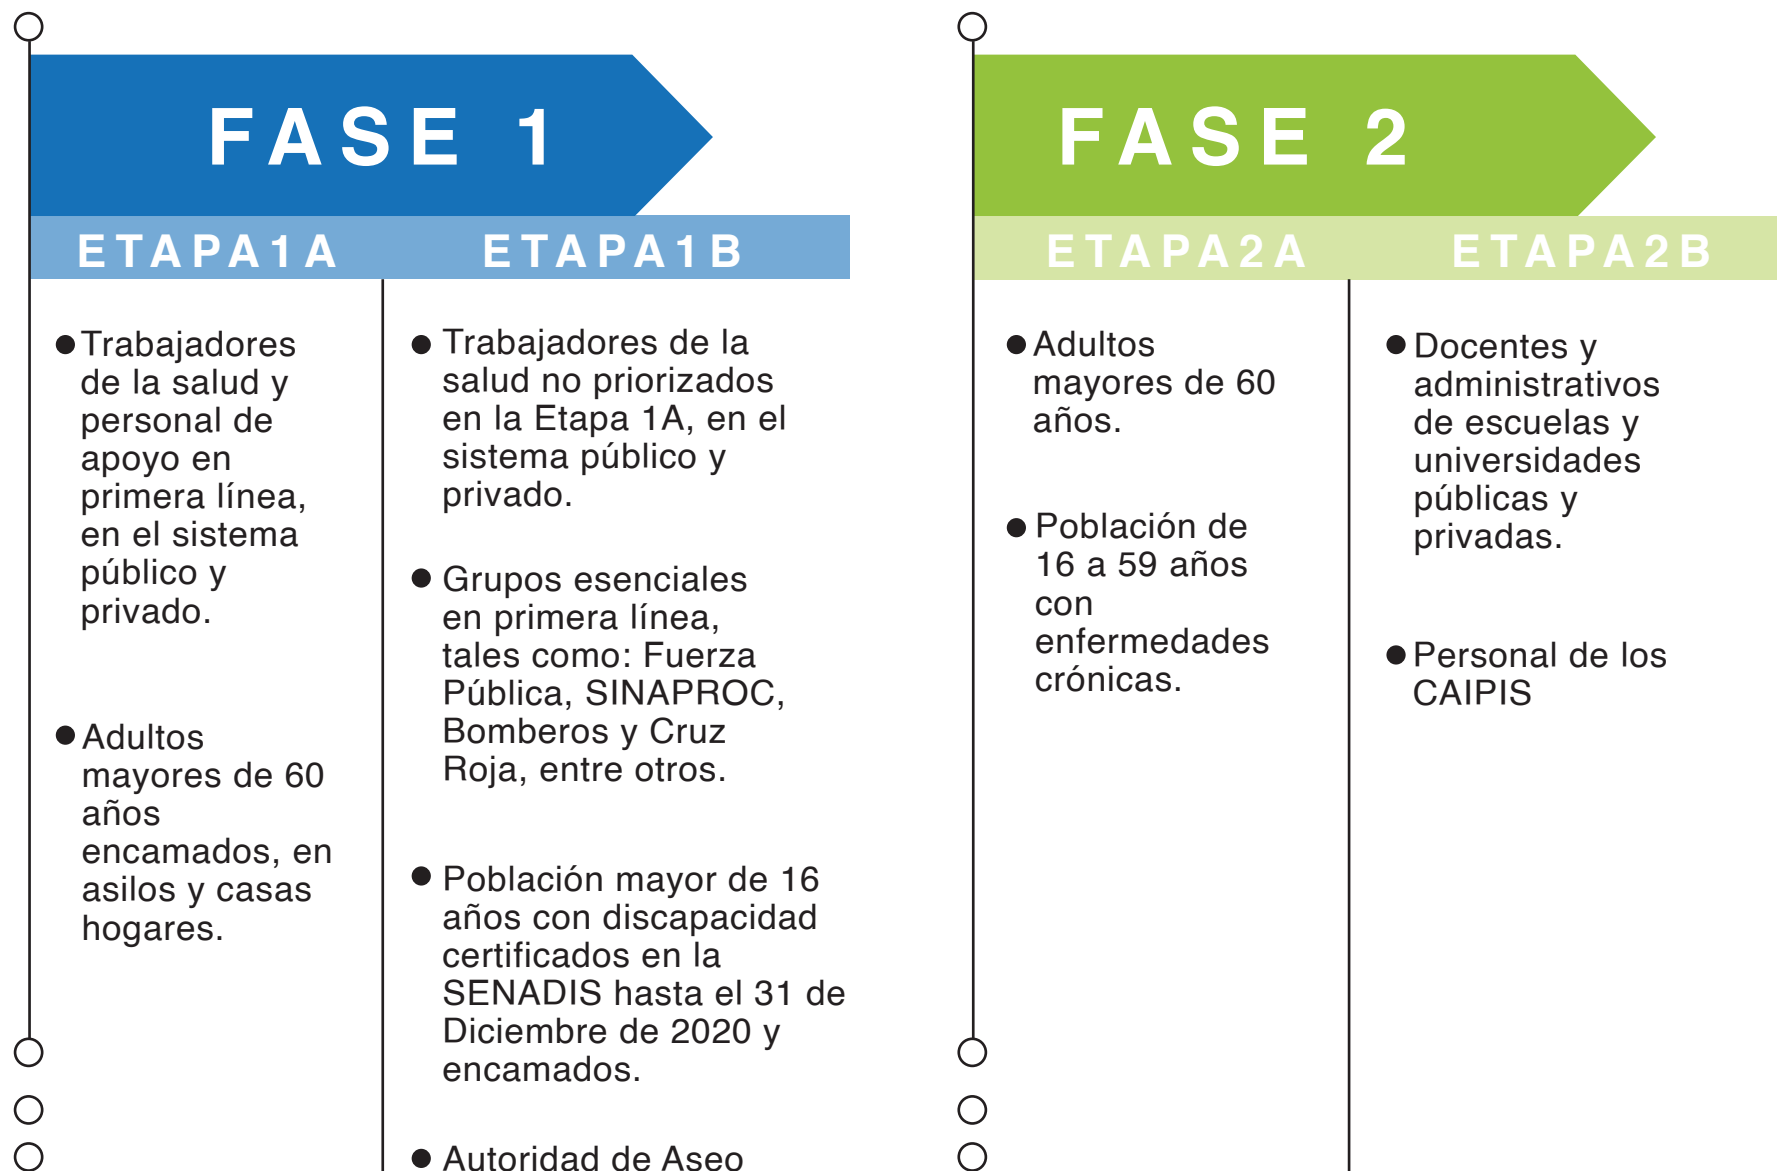 FASE 1
ETAPA1A
Trabajadores
de la salud y
personal de
apoyo en
primera línea,
en el sistema
público y
privado.
Adultos
mayores de 60
años
encamados, en
asilos y casas
hogares.
ETAPA1B
Trabajadores de la
salud no priorizados
en la Etapa 1A, en el
sistema público y
privado.
Grupos esenciales
en primera línea,
tales como: Fuerza
Pública, SINAPROC,
Bomberos y Cruz
Roja, entre otros.
Población mayor de 16
años con discapacidad
certificados en la
SENADIS hasta el 31 de
Diciembre de 2020 y
encamados.
Autoridad de Aseo
FASE 2
ETAPA2A
Adultos
mayores de 60
años.
Población de
16 a 59 años
con
enfermedades
crónicas.
ETAPA2B
Docentes y
administrativos
de escuelas y
universidades
públicas y
privadas.
Personal de los
CAIPIS